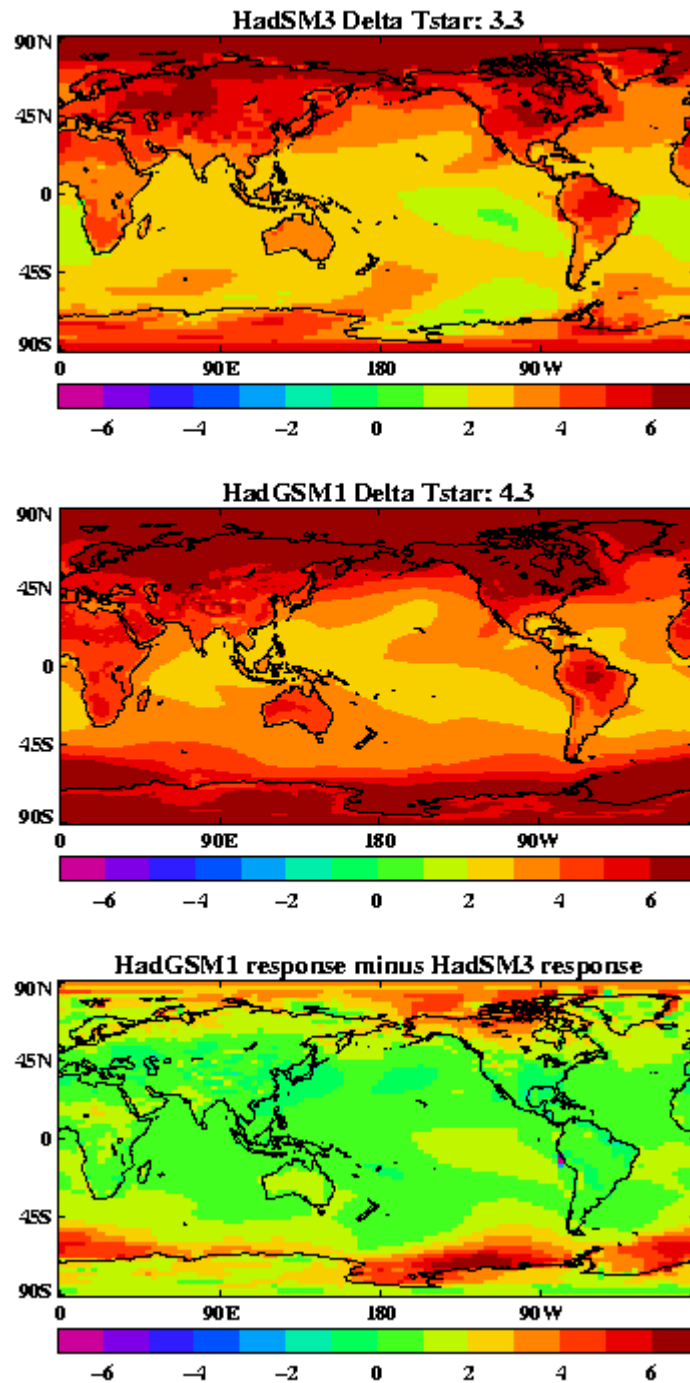 HadSM3 Delta Tstar: 3.3
90N
45N
0
45S
90S
0 90E 180 90W
−6 −4 −2 0 2 4 6
HadGSM1 Delta Tstar: 4.3
90N
45N
0
45S
90S
0 90E 180 90W
−6 −4 −2 0 2 4 6
HadGSM1 response minus HadSM3 response
90N
45N
0
45S
90S
0 90E 180 90W
−6 −4 −2 0 2 4 6